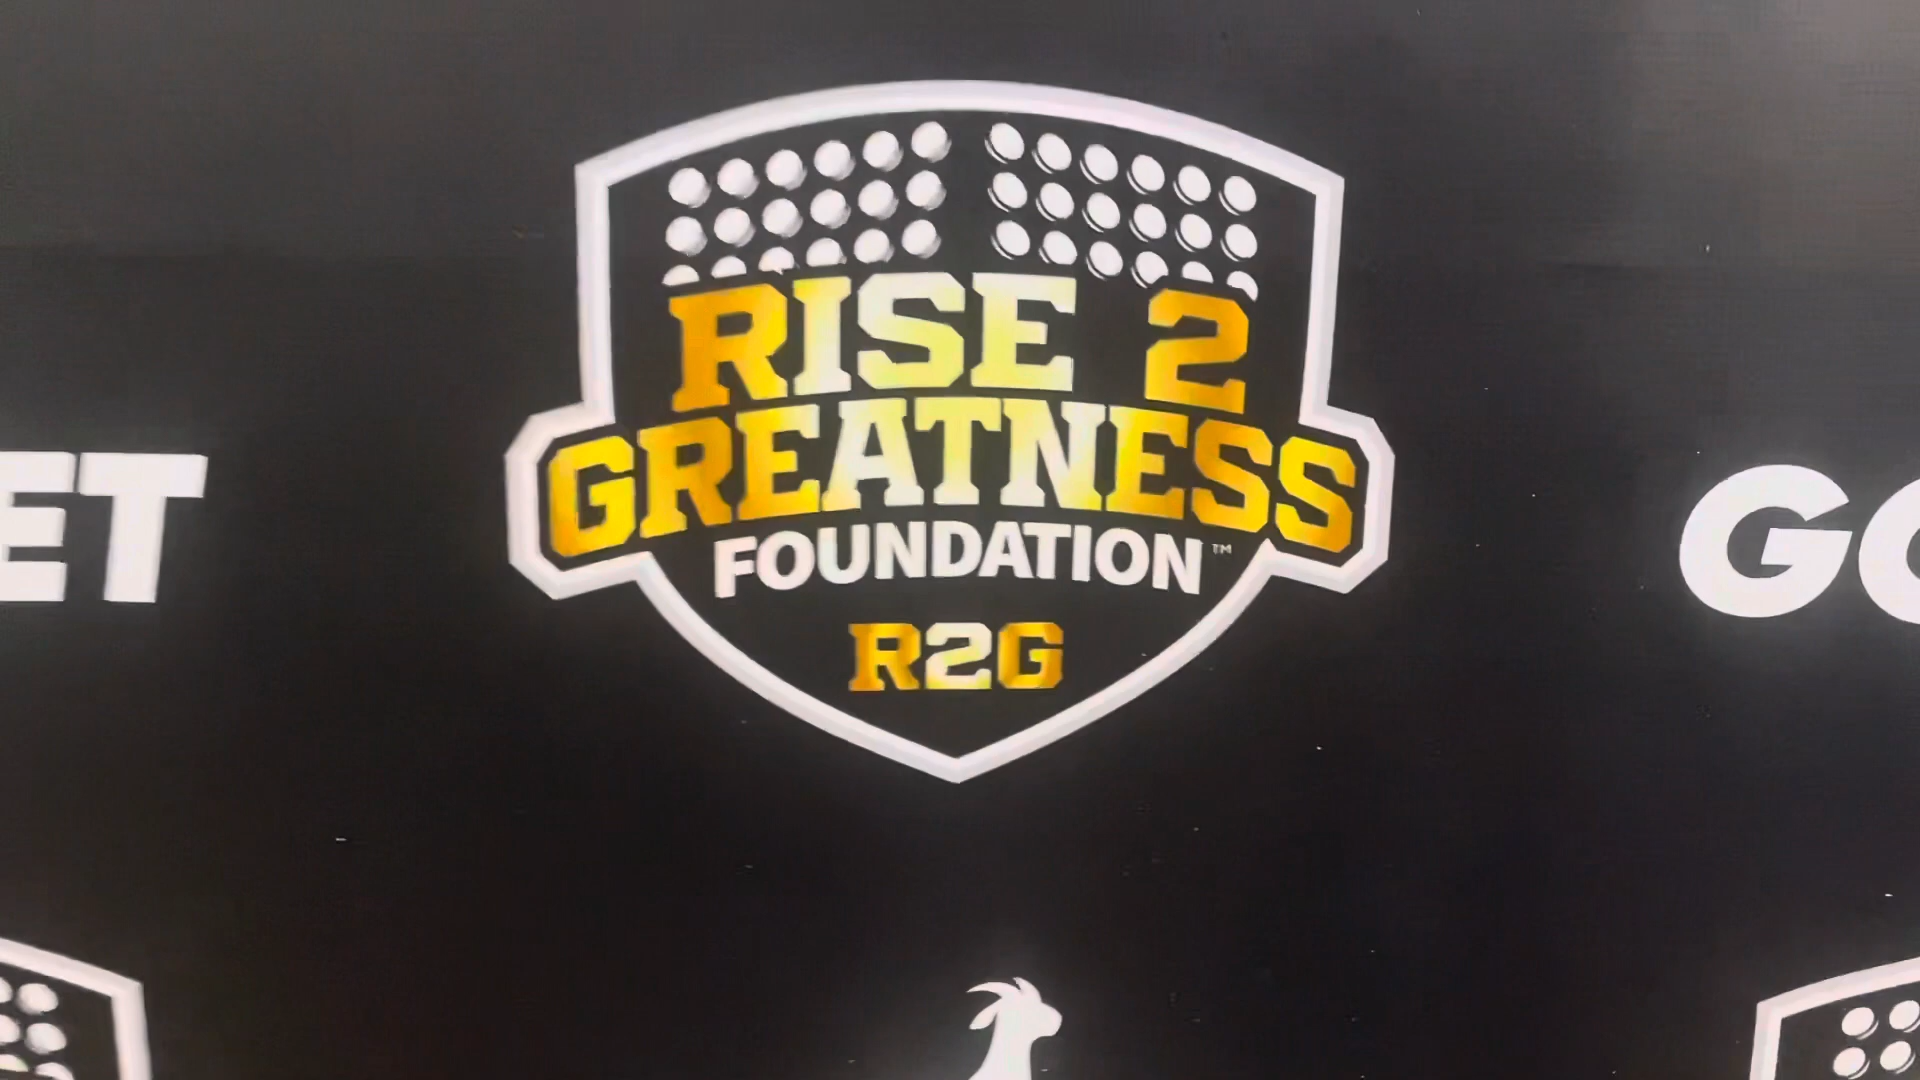 RISE 2
GREATNESS
FOUNDATION™
R2G
ET
GO